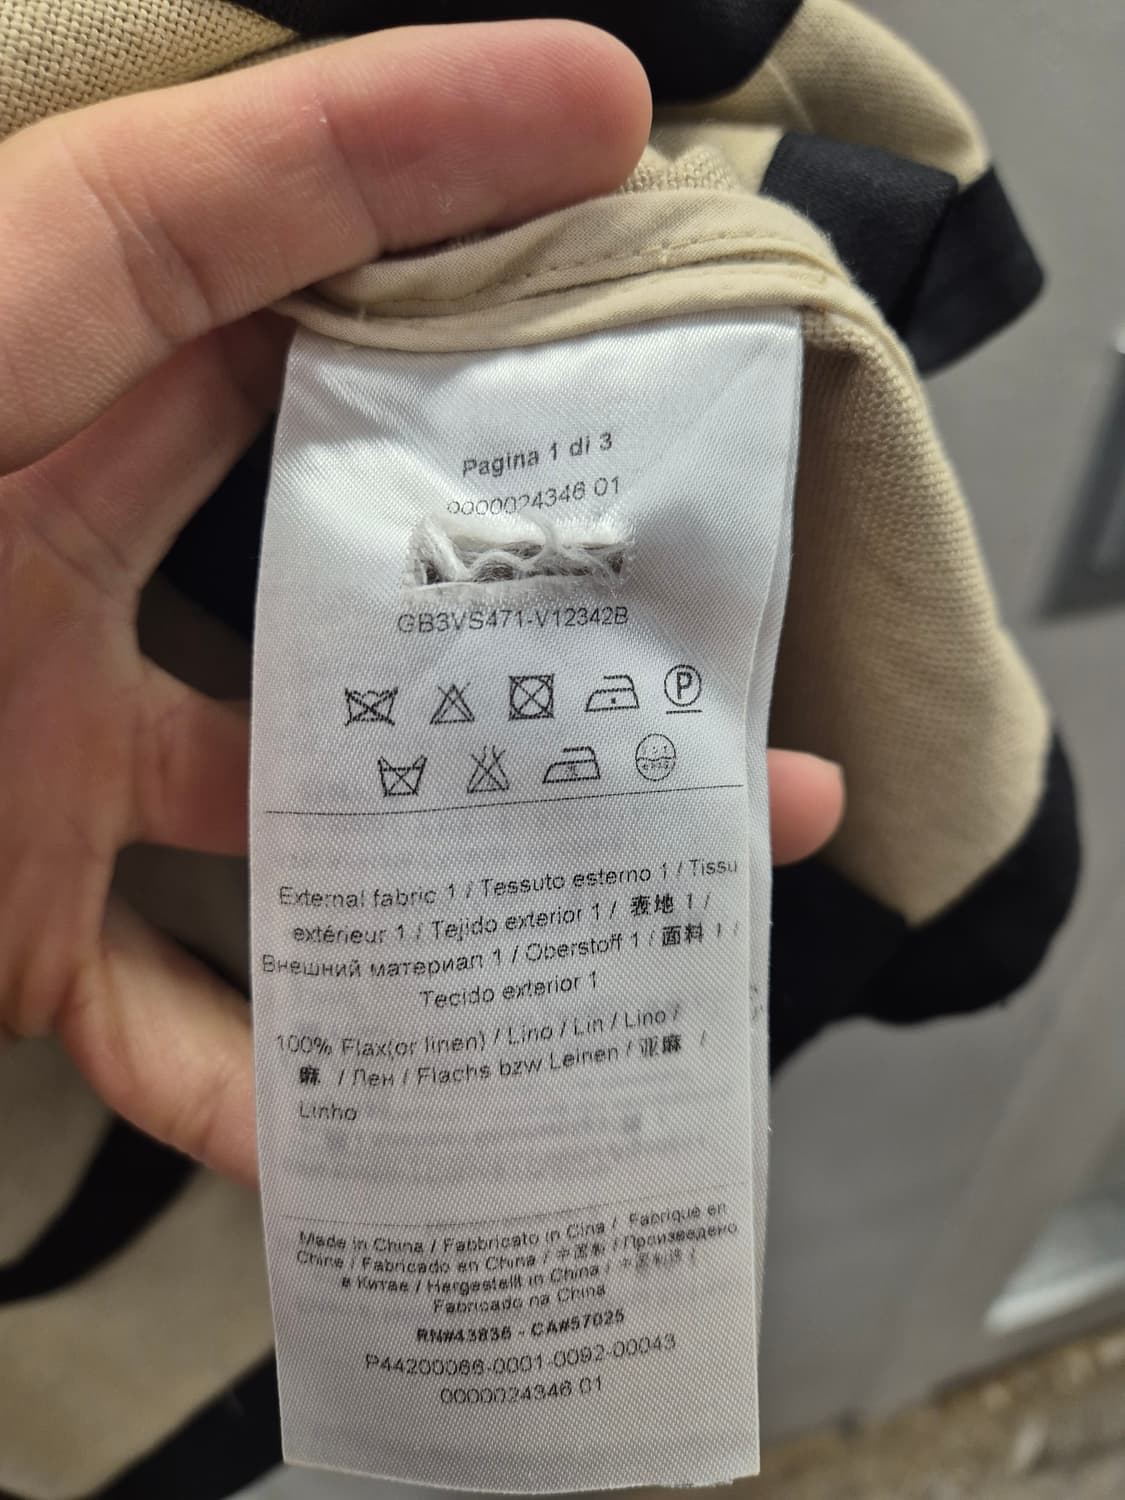 Pagina 1 di 3
0000024346 01
GB3VS471-V12342B
P
External fabric 1 / Tessuto esterno 1 / Tissu
extérieur 1 / Tejido exterior 1 / 表地 1 /
Внешний материал 1 / Oberstoff 1 / 面料 1 /
Tecido exterior 1
100% Flax(or linen) / Lino / Lin / Lino /
麻 / Лен / Flachs bzw Leinen / 亚麻 /
Linho
Made in China / Fabbricato in Cina / Fabriqué en
Chine / Fabricado en China / 中国製 / Произведено
в Китае / Hergestellt in China / 中国制造 /
Fabricado na China
RN#43836 - CA#57025
P44200066-0001-0092-00043
0000024346 01